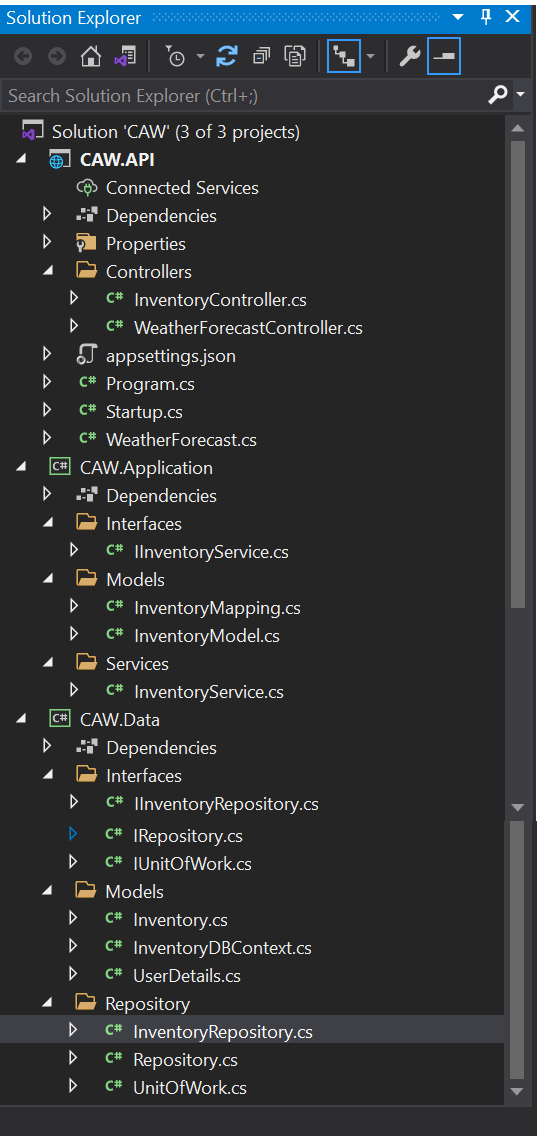 Solution Explorer
Search Solution Explorer (Ctrl+;)
Solution 'CAW' (3 of 3 projects)
CAW.API
Connected Services
Dependencies
Properties
Controllers
C# InventoryController.cs
C# WeatherForecastController.cs
appsettings.json
C# Program.cs
C# Startup.cs
C# WeatherForecast.cs
C# CAW.Application
Dependencies
Interfaces
C# IInventoryService.cs
Models
C# InventoryMapping.cs
C# InventoryModel.cs
Services
C# InventoryService.cs
C# CAW.Data
Dependencies
Interfaces
C# IInventoryRepository.cs
C# IRepository.cs
C# IUnitOfWork.cs
Models
C# Inventory.cs
C# InventoryDBContext.cs
C# UserDetails.cs
Repository
C# InventoryRepository.cs
C# Repository.cs
C# UnitOfWork.cs